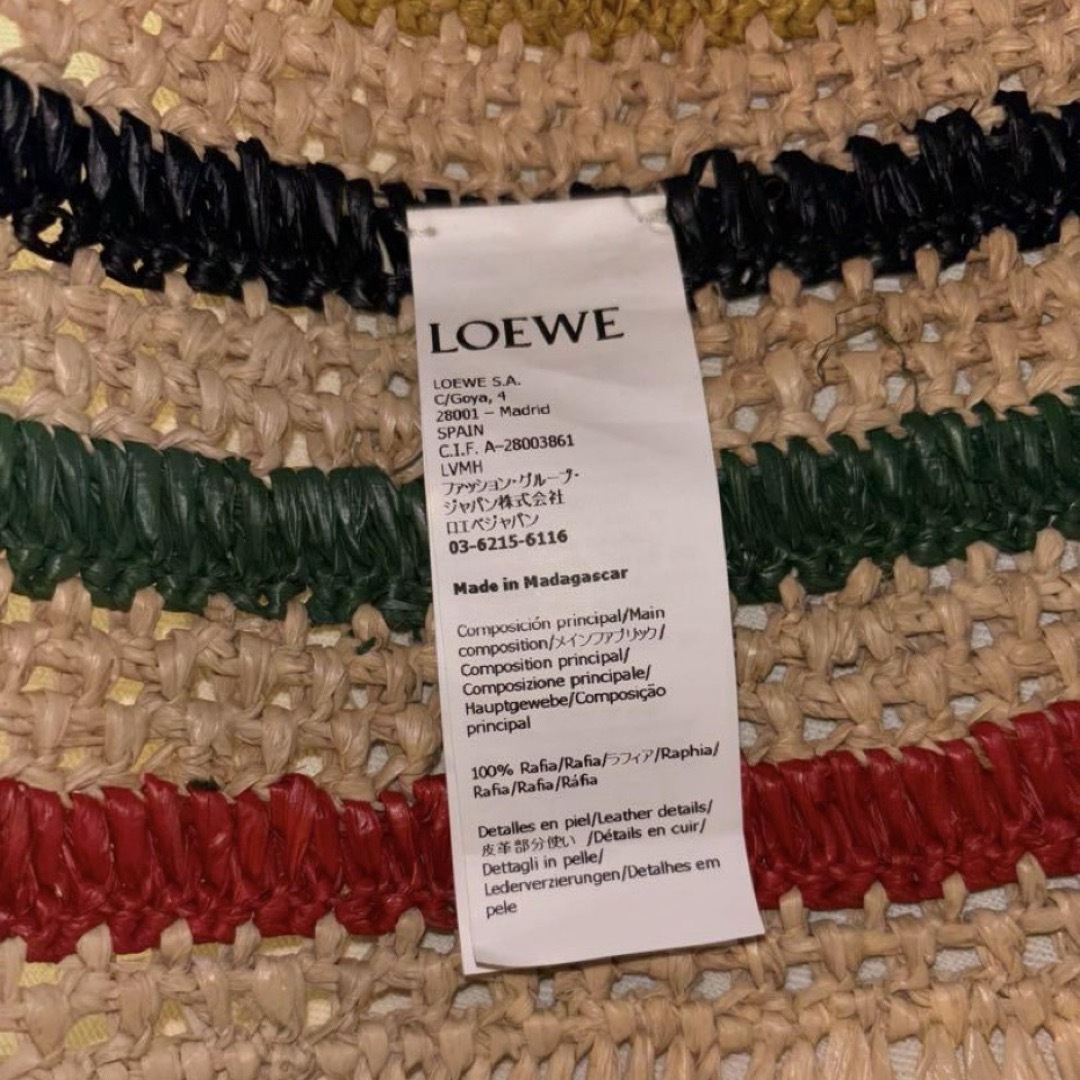 LOEWE
LOEWE S.A.
C/Goya, 4
28001 – Madrid
SPAIN
C.I.F. A-28003861
LVMH
ファッション・グループ・
ジャパン株式会社
ロエベジャパン
03-6215-6116
Made in Madagascar
Composición principal/Main
composition/メインファブリック/
Composition principal/
Composizione principale/
Hauptgewebe/Composição
principal
100% Rafia/Rafia/ラフィア/Raphia/
Rafia/Rafia/Ráfia
Detalles en piel/Leather details/
皮革部分使い /Détails en cuir/
Dettagli in pelle/
Lederverzierungen/Detalhes em
pele